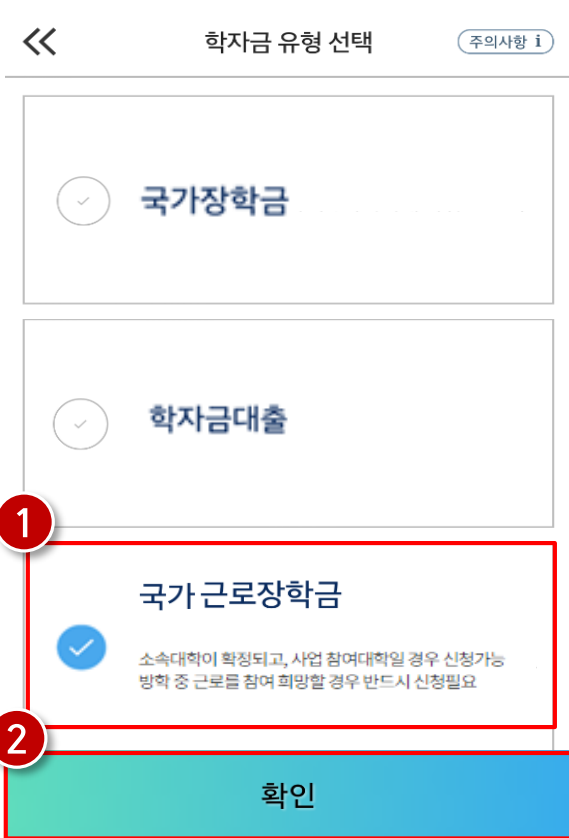 학자금 유형 선택
주의사항 i
국가장학금
학자금대출
1
국가 근로장학금
소속대학이 확정되고, 사업 참여대학일 경우 신청가능
방학 중 근로를 참여 희망할 경우 반드시 신청필요
2
확인